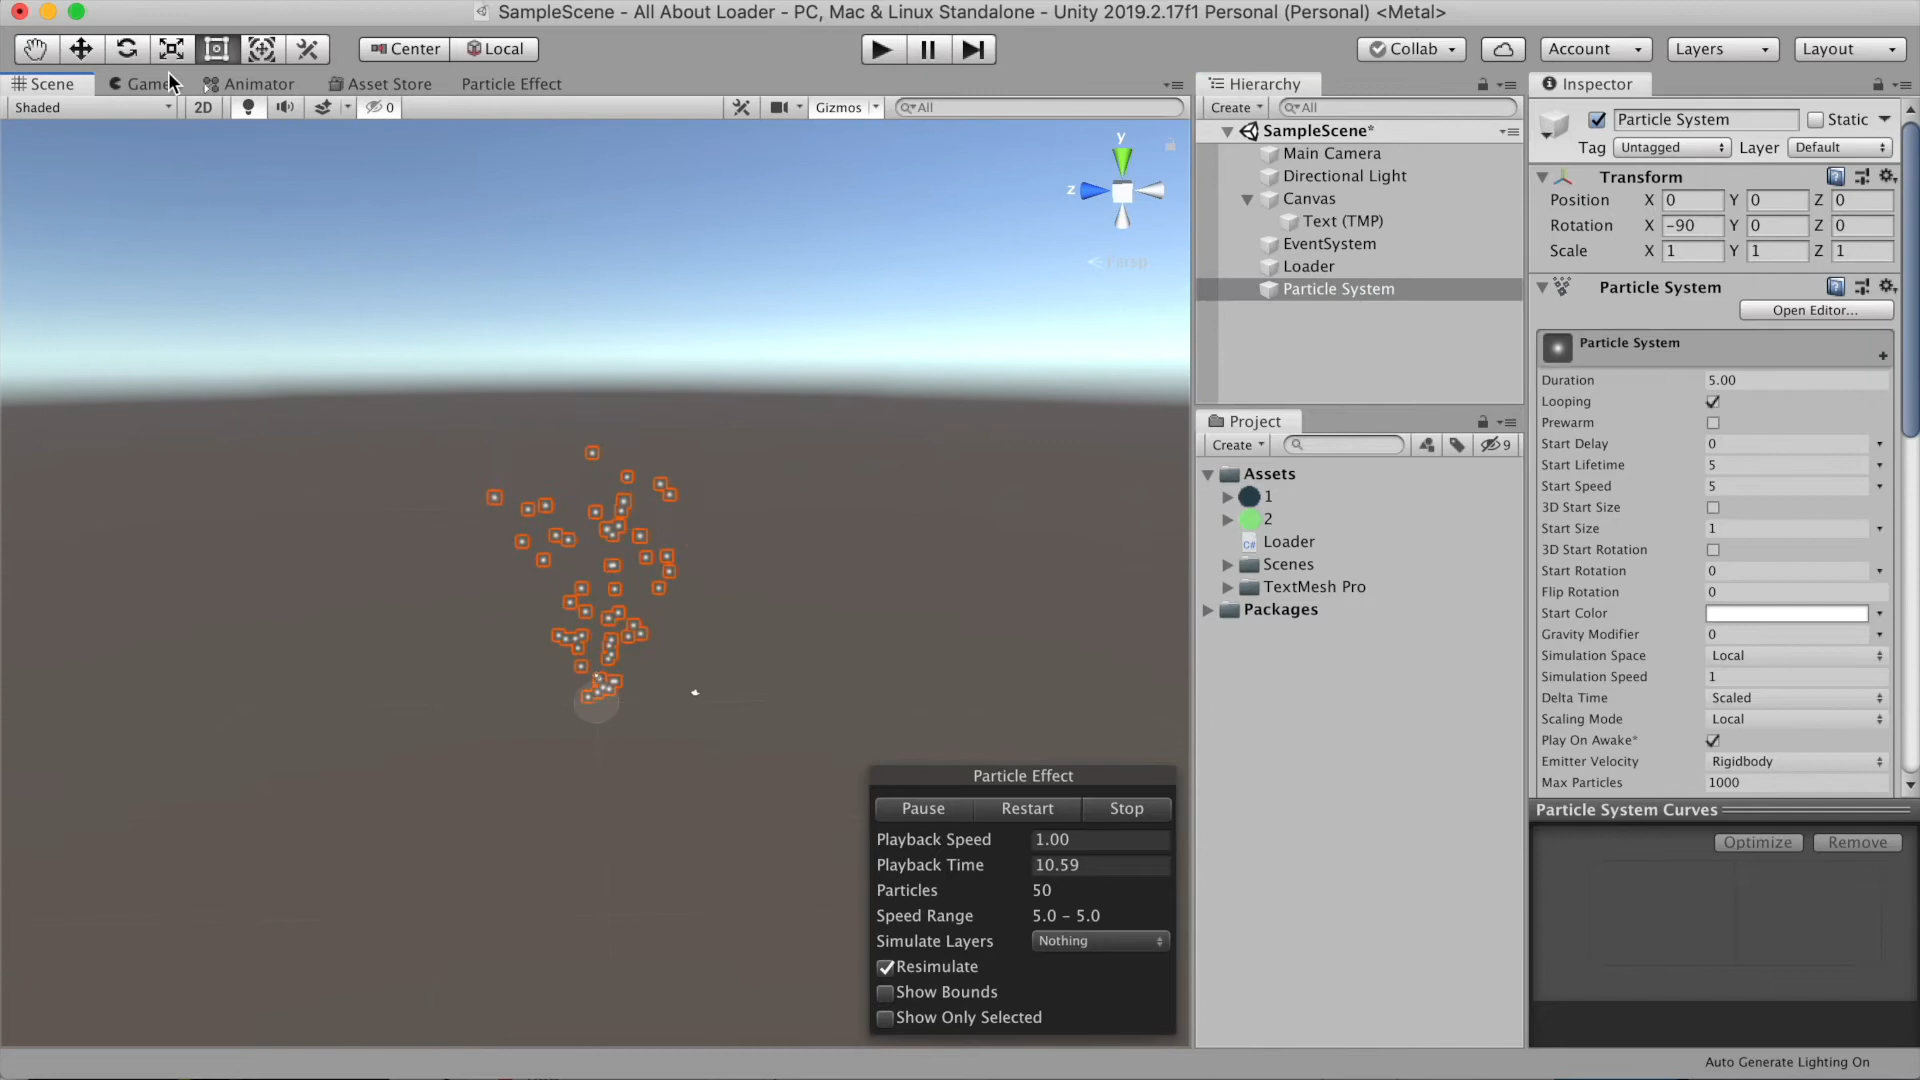 SampleScene - All About Loader - PC, Mac & Linux Standalone - Unity 2019.2.17f1 Personal (Personal) <Metal>
Center
Local
Collab
Account
Layers
Layout
Scene
Game
Animator
Asset Store
Particle Effect
Shaded
2D
0
Gizmos
All
y
z
Persp
Particle Effect
Pause
Restart
Stop
Playback Speed 1.00
Playback Time 10.59
Particles 50
Speed Range 5.0 - 5.0
Simulate Layers Nothing
Resimulate
Show Bounds
Show Only Selected
Hierarchy
Create
All
SampleScene*
Main Camera
Directional Light
Canvas
Text (TMP)
EventSystem
Loader
Particle System
Project
Create
9
Assets
1
2
C# Loader
Scenes
TextMesh Pro
Packages
Inspector
Particle System
Static
Tag Untagged Layer Default
Transform
Position X 0 Y 0 Z 0
Rotation X -90 Y 0 Z 0
Scale X 1 Y 1 Z 1
Particle System
Open Editor...
Particle System
Duration 5.00
Looping
Prewarm
Start Delay 0
Start Lifetime 5
Start Speed 5
3D Start Size
Start Size 1
3D Start Rotation
Start Rotation 0
Flip Rotation 0
Start Color
Gravity Modifier 0
Simulation Space Local
Simulation Speed 1
Delta Time Scaled
Scaling Mode Local
Play On Awake*
Emitter Velocity Rigidbody
Max Particles 1000
Particle System Curves
Optimize
Remove
Auto Generate Lighting On